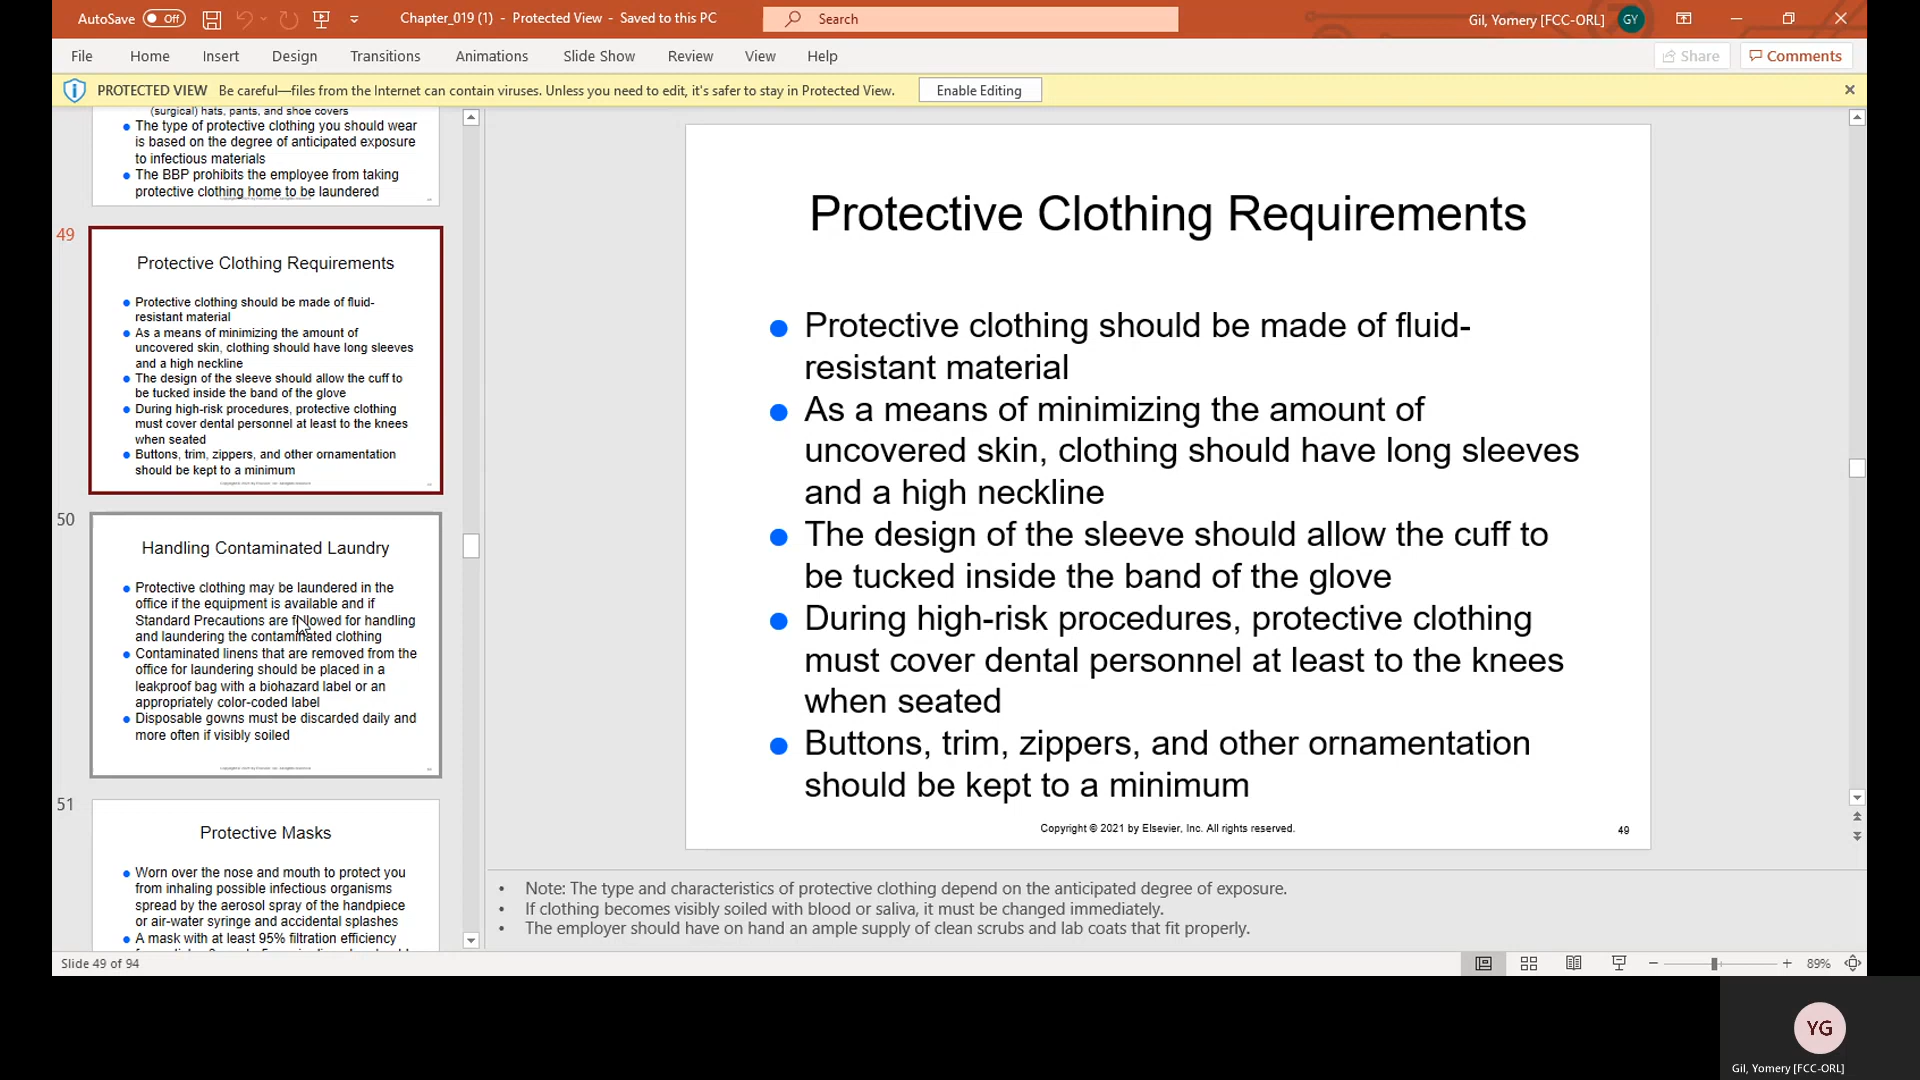 AutoSave Off
Chapter_019 (1) - Protected View - Saved to this PC
Search
Gil, Yomery [FCC-ORL] GY
File Home Insert Design Transitions Animations Slide Show Review View Help
Share Comments
PROTECTED VIEW Be careful—files from the Internet can contain viruses. Unless you need to edit, it's safer to stay in Protected View. Enable Editing
(surgical) hats, pants, and shoe covers
The type of protective clothing you should wear
is based on the degree of anticipated exposure
to infectious materials
The BBP prohibits the employee from taking
protective clothing home to be laundered
49
Protective Clothing Requirements
Protective clothing should be made of fluid-
resistant material
As a means of minimizing the amount of
uncovered skin, clothing should have long sleeves
and a high neckline
The design of the sleeve should allow the cuff to
be tucked inside the band of the glove
During high-risk procedures, protective clothing
must cover dental personnel at least to the knees
when seated
Buttons, trim, zippers, and other ornamentation
should be kept to a minimum
50
Handling Contaminated Laundry
Protective clothing may be laundered in the
office if the equipment is available and if
Standard Precautions are followed for handling
and laundering the contaminated clothing
Contaminated linens that are removed from the
office for laundering should be placed in a
leakproof bag with a biohazard label or an
appropriately color-coded label
Disposable gowns must be discarded daily and
more often if visibly soiled
51
Protective Masks
Worn over the nose and mouth to protect you
from inhaling possible infectious organisms
spread by the aerosol spray of the handpiece
or air-water syringe and accidental splashes
A mask with at least 95% filtration efficiency
Protective Clothing Requirements
Protective clothing should be made of fluid-
resistant material
As a means of minimizing the amount of
uncovered skin, clothing should have long sleeves
and a high neckline
The design of the sleeve should allow the cuff to
be tucked inside the band of the glove
During high-risk procedures, protective clothing
must cover dental personnel at least to the knees
when seated
Buttons, trim, zippers, and other ornamentation
should be kept to a minimum
Copyright © 2021 by Elsevier, Inc. All rights reserved.
49
• Note: The type and characteristics of protective clothing depend on the anticipated degree of exposure.
• If clothing becomes visibly soiled with blood or saliva, it must be changed immediately.
• The employer should have on hand an ample supply of clean scrubs and lab coats that fit properly.
Slide 49 of 94
89%
YG
Gil, Yomery [FCC-ORL]